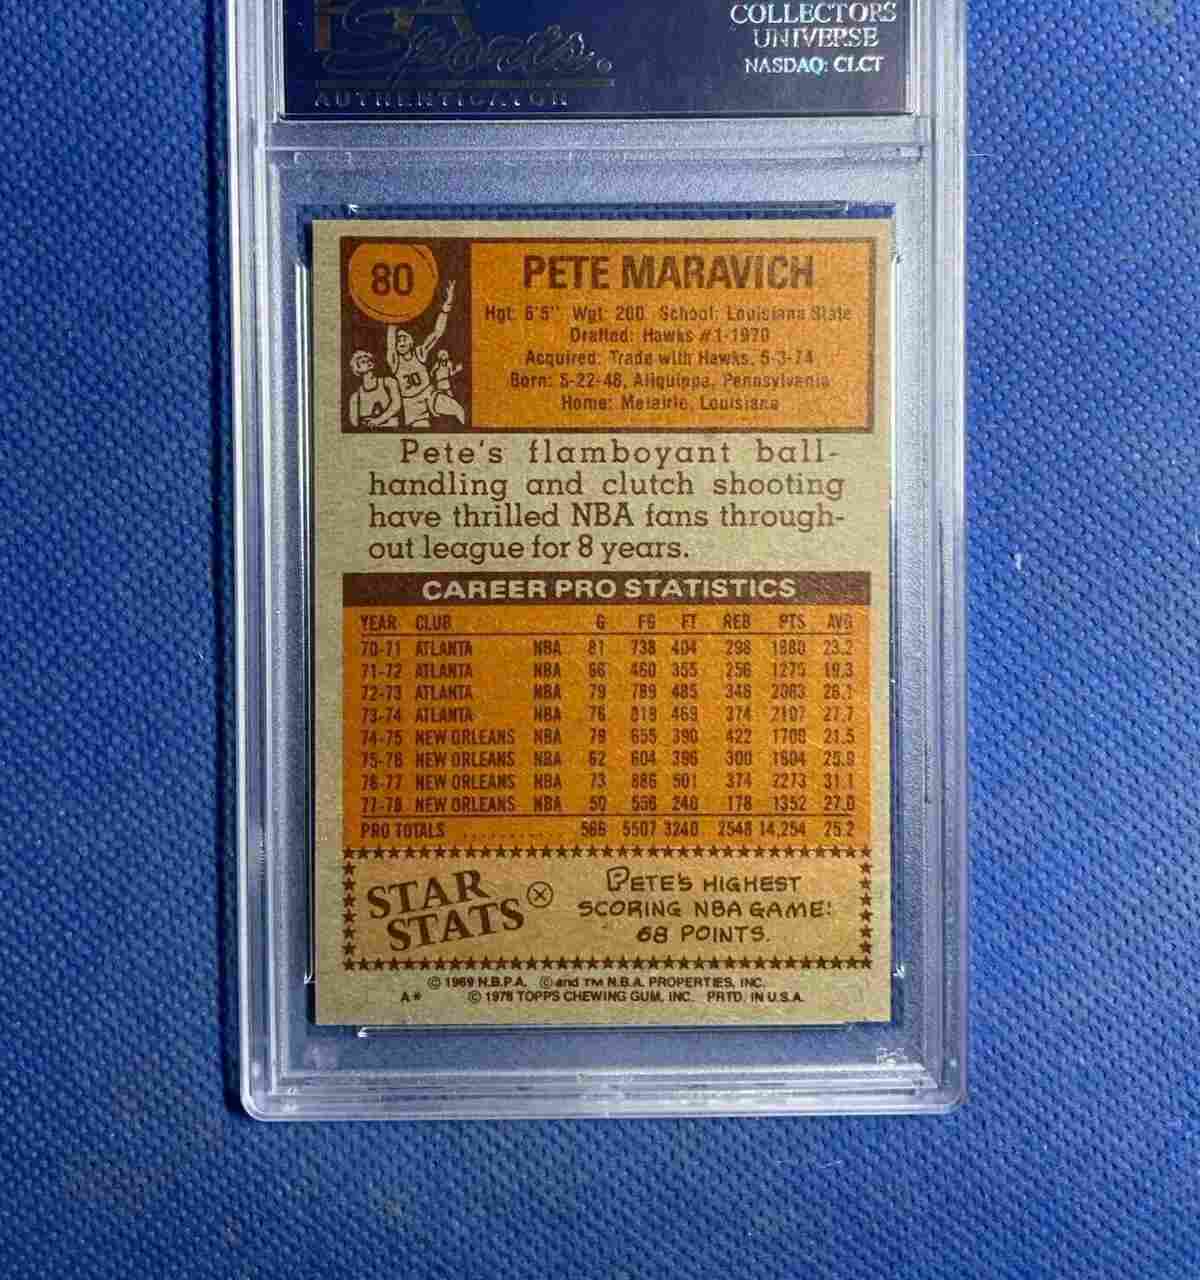 PSA
Sports.
AUTHENTICATOR
COLLECTORS
UNIVERSE
NASDAQ: CLCT
80
30
PETE MARAVICH
Hgt: 6'5" Wgt: 200 School: Louisiana State
Drafted: Hawks #1-1970
Acquired: Trade with Hawks, 5-3-74
Born: 5-22-48, Aliquippa, Pennsylvania
Home: Metairie, Louisiana
Pete's flamboyant ball-
handling and clutch shooting
have thrilled NBA fans through-
out league for 8 years.
CAREER PRO STATISTICS
YEAR CLUB G FG FT REB PTS AVG
70-71 ATLANTA NBA 81 738 404 298 1880 23.2
71-72 ATLANTA NBA 66 460 355 256 1275 19.3
72-73 ATLANTA NBA 79 789 485 346 2063 26.1
73-74 ATLANTA NBA 76 819 469 374 2107 27.7
74-75 NEW ORLEANS NBA 79 655 390 422 1700 21.5
75-76 NEW ORLEANS NBA 62 604 396 300 1604 25.9
76-77 NEW ORLEANS NBA 73 886 501 374 2273 31.1
77-78 NEW ORLEANS NBA 50 556 240 178 1352 27.0
PRO TOTALS .......... 566 5507 3240 2548 14,254 25.2
STAR
STATS
PETE'S HIGHEST
SCORING NBA GAME:
68 POINTS.
© 1969 N.B.P.A. © and TM N.B.A. PROPERTIES, INC.
A* © 1978 TOPPS CHEWING GUM, INC. PRTD. IN U.S.A.